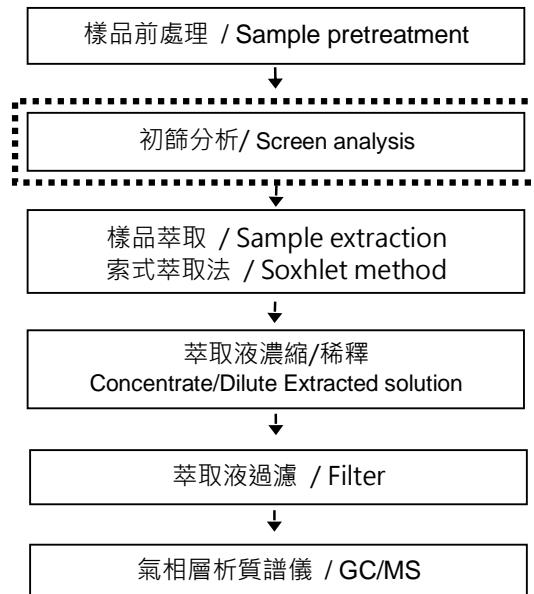 樣品前處理 / Sample pretreatment
初篩分析/ Screen analysis
樣品萃取 / Sample extraction
索式萃取法 / Soxhlet method
萃取液濃縮/稀釋
Concentrate/Dilute Extracted solution
萃取液過濾 / Filter
氣相層析質譜儀 / GC/MS